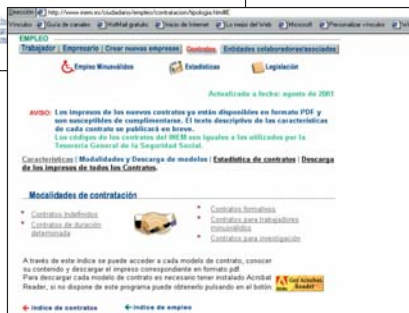 Dirección http://www.inem.es/ciudadano/empleo/contratacion/tipologia.html#E
Vínculos Guía de canales HotMail gratuito Inicio de Internet Lo mejor del Web Microsoft Personalizar vínculos
EMPLEO
Trabajador | Empresario | Crear nuevas empresas | Contratos | Entidades colaboradoras/asociadas
Empleo Minusválidos Estadísticas Legislación
Actualizado a fecha: agosto de 2001
AVISO: Los impresos de los nuevos contratos ya están disponibles en formato PDF y
son susceptibles de cumplimentarse. El texto descriptivo de las características
de cada contrato se publicará en breve.
Los códigos de los contratos del INEM son iguales a los utilizados por la
Tesorería General de la Seguridad Social.
Características | Modalidades y Descarga de modelos | Estadística de contratos | Descarga
de los impresos de todos los Contratos.
Modalidades de contratación
Contratos Indefinidos
Contratos de duración
determinada
Contratos formativos
Contratos para trabajadores
minusválidos
Contratos para investigación
A través de este índice se puede acceder a cada modelo de contrato, conocer
su contenido y descargar el impreso correspondiente en formato pdf.
Para descargar cada modelo de contrato es necesario tener instalado Acrobat
Reader, si no dispone de este programa puede obtenerlo pulsando en el botón
Get Acrobat Reader
Indice de contratos Indice de empleo